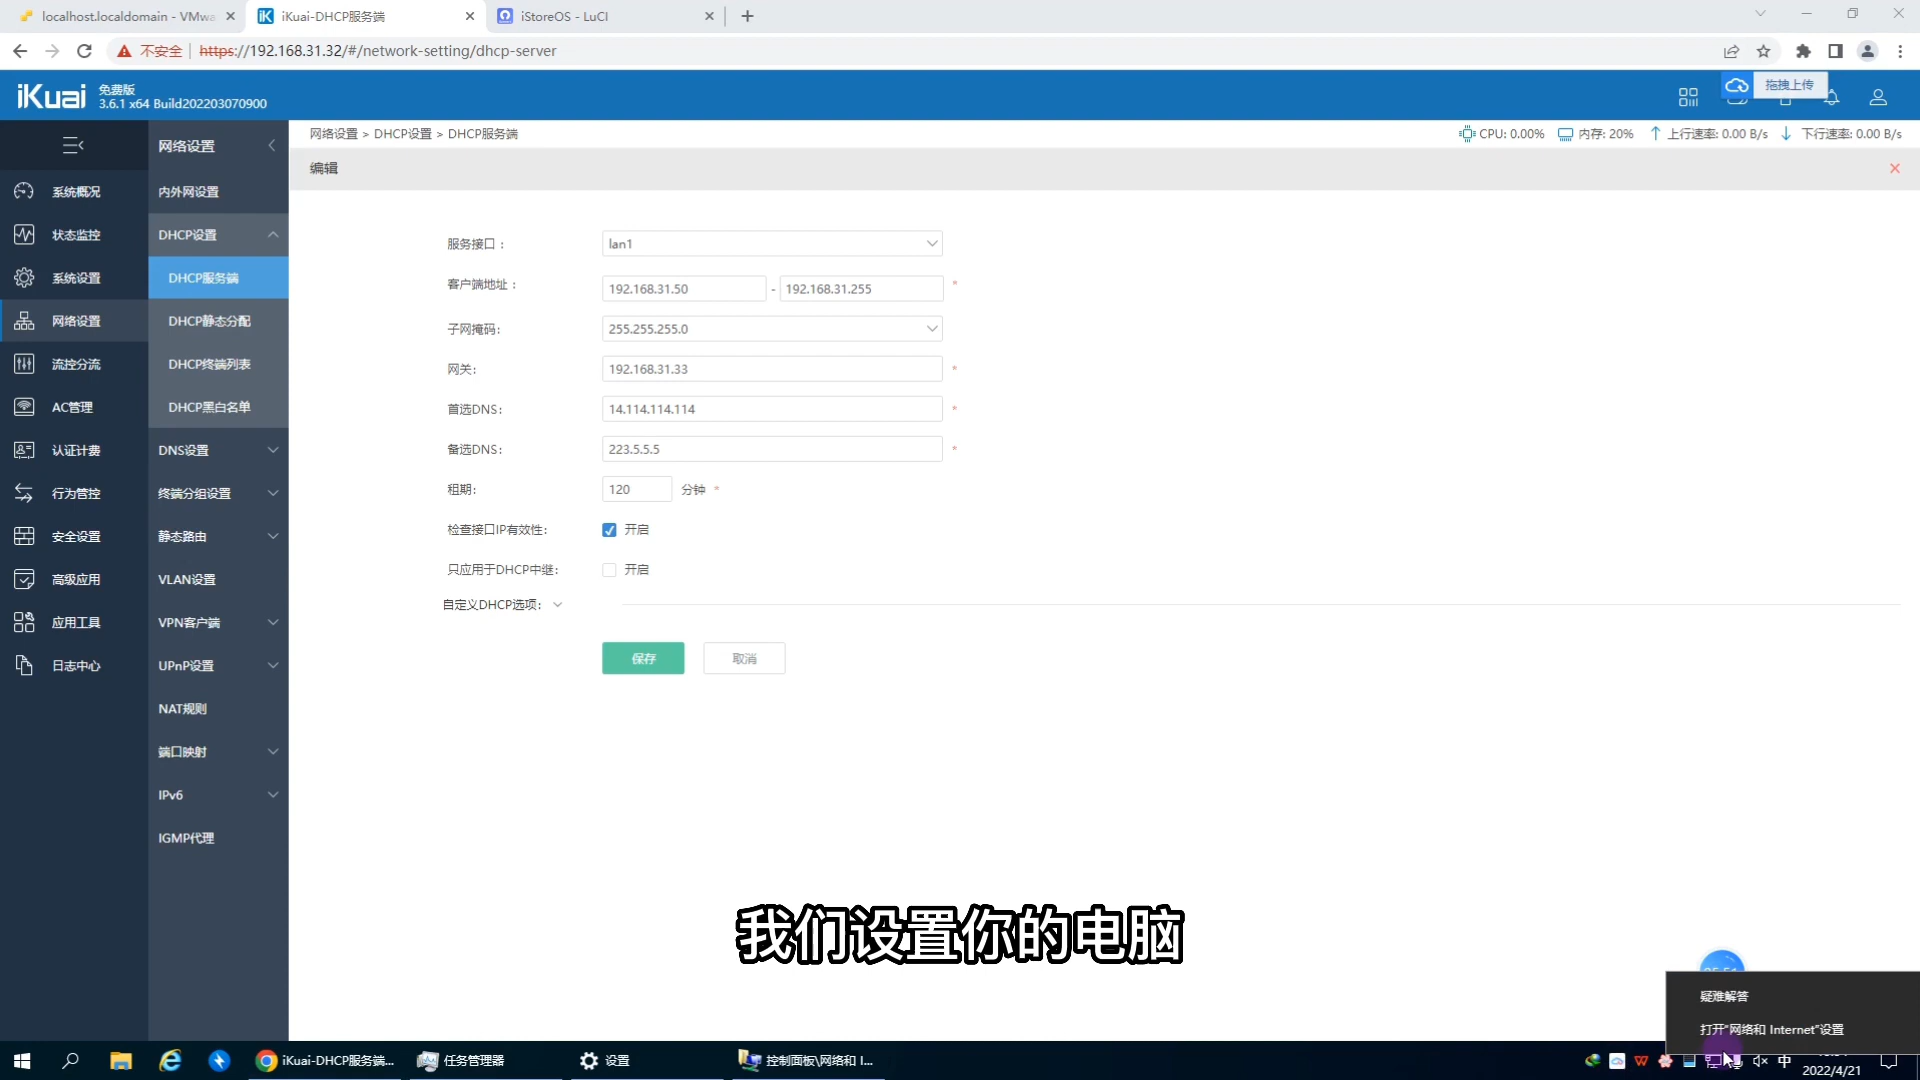 localhost.localdomain - VMwa
iKuai-DHCP服务端
iStoreOS - LuCI
不安全
https://192.168.31.32/#/network-setting/dhcp-server
iKuai
免费版
3.6.1 x64 Build202203070900
拖拽上传
网络设置
网络设置 > DHCP设置 > DHCP服务端
CPU: 0.00%
内存: 20%
上行速率: 0.00 B/s
下行速率: 0.00 B/s
编辑
系统概况
状态监控
系统设置
网络设置
流控分流
AC管理
认证计费
行为管控
安全设置
高级应用
应用工具
日志中心
内外网设置
DHCP设置
DHCP服务端
DHCP静态分配
DHCP终端列表
DHCP黑白名单
DNS设置
终端分组设置
静态路由
VLAN设置
VPN客户端
UPnP设置
NAT规则
端口映射
IPv6
IGMP代理
服务接口 : lan1
客户端地址 : 192.168.31.50 - 192.168.31.255 *
子网掩码: 255.255.255.0
网关: 192.168.31.33 *
首选DNS: 14.114.114.114 *
备选DNS: 223.5.5.5 *
租期: 120 分钟 *
检查接口IP有效性: 开启
只应用于DHCP中继: 开启
自定义DHCP选项:
保存 取消
我们设置你的电脑
疑难解答
打开"网络和 Internet"设置
iKuai-DHCP服务端...
任务管理器
设置
控制面板\网络和 I...
中
2022/4/21